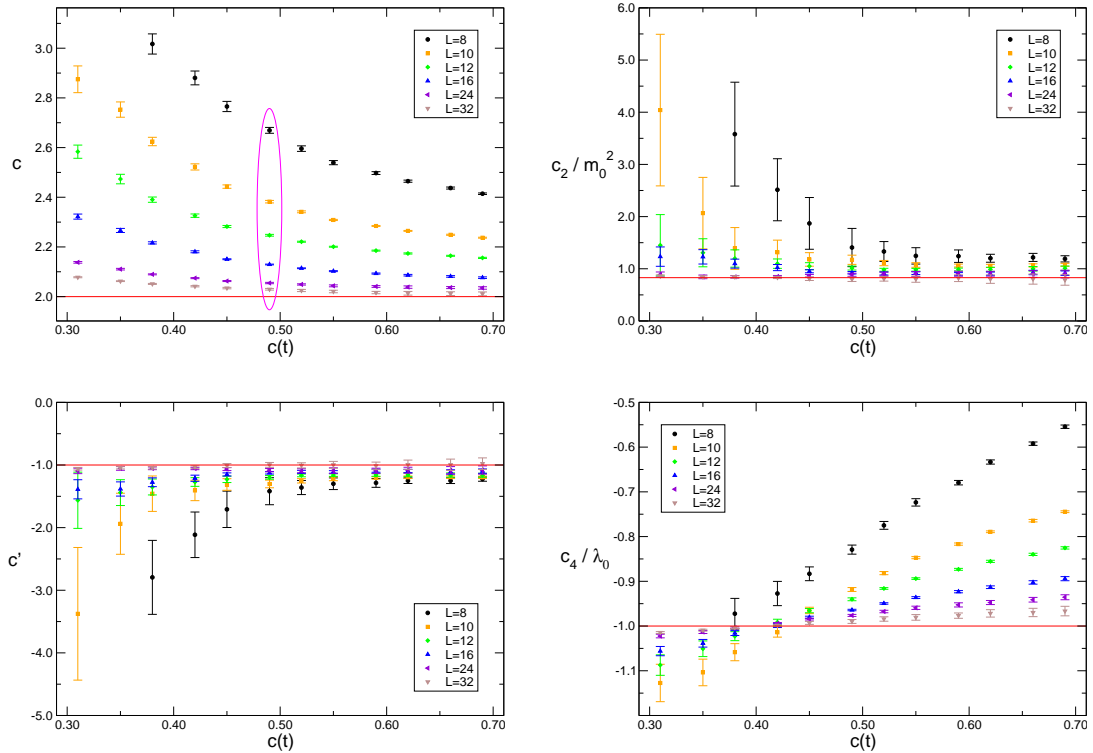 3.0
2.8
2.6
2.4
2.2
2.0
c
0.30 0.40 0.50 0.60 0.70
c(t)
L=8
L=10
L=12
L=16
L=24
L=32
6.0
5.0
4.0
3.0
2.0
1.0
0.0
c₂ / m₀²
0.30 0.40 0.50 0.60 0.70
c(t)
L=8
L=10
L=12
L=16
L=24
L=32
0.0
-1.0
-2.0
-3.0
-4.0
-5.0
c'
0.30 0.40 0.50 0.60 0.70
c(t)
L=8
L=10
L=12
L=16
L=24
L=32
-0.5
-0.6
-0.7
-0.8
-0.9
-1.0
-1.1
c₄ / λ₀
0.30 0.40 0.50 0.60 0.70
c(t)
L=8
L=10
L=12
L=16
L=24
L=32